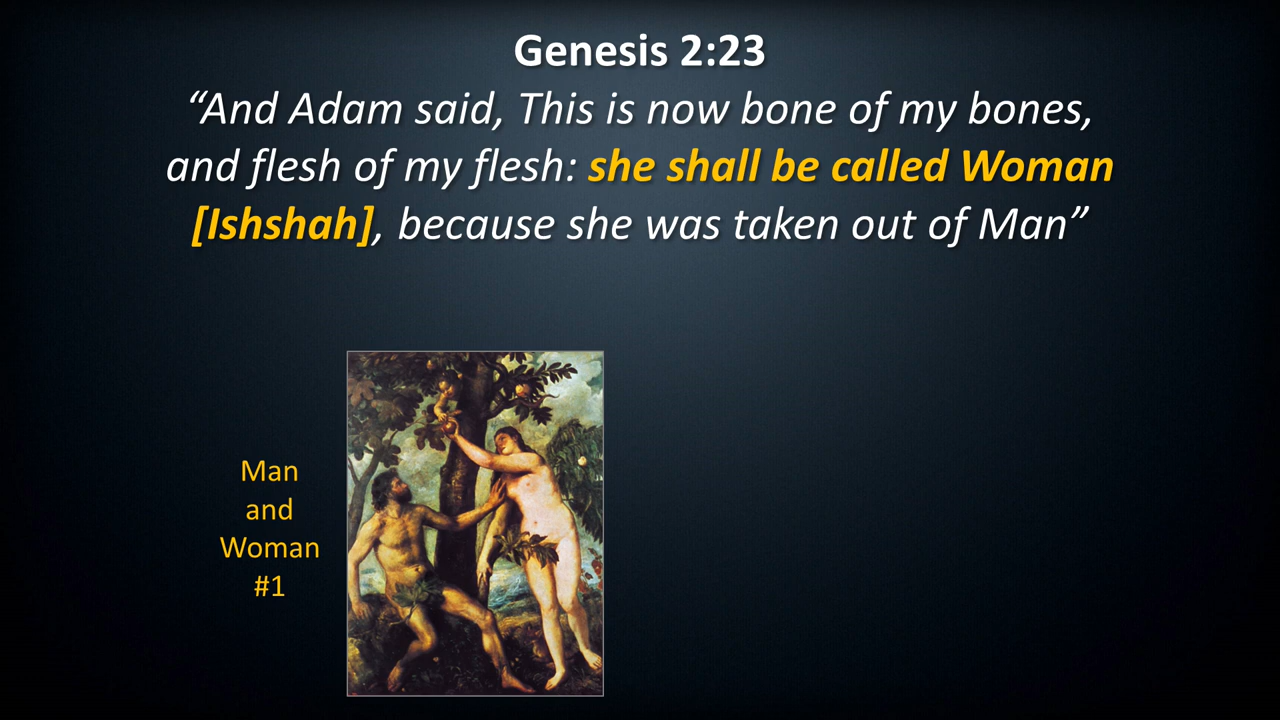 Genesis 2:23
“And Adam said, This is now bone of my bones,
and flesh of my flesh: she shall be called Woman
[Ishshah], because she was taken out of Man”
Man
and
Woman
#1